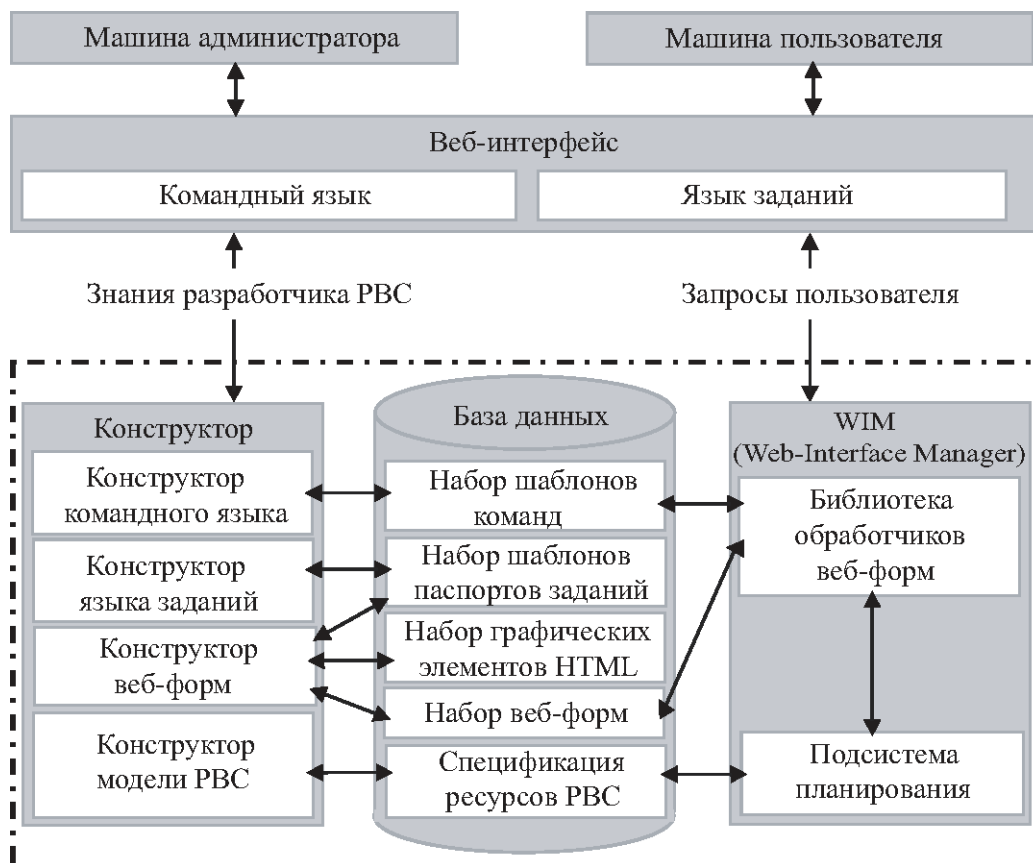 Машина администратора
Машина пользователя
Веб-интерфейс
Командный язык
Язык заданий
Знания разработчика РВС
Запросы пользователя
Конструктор
Конструктор
командного языка
Конструктор
языка заданий
Конструктор
веб-форм
Конструктор
модели РВС
База данных
Набор шаблонов
команд
Набор шаблонов
паспортов заданий
Набор графических
элементов HTML
Набор веб-форм
Спецификация
ресурсов РВС
WIM
(Web-Interface Manager)
Библиотека
обработчиков
веб-форм
Подсистема
планирования